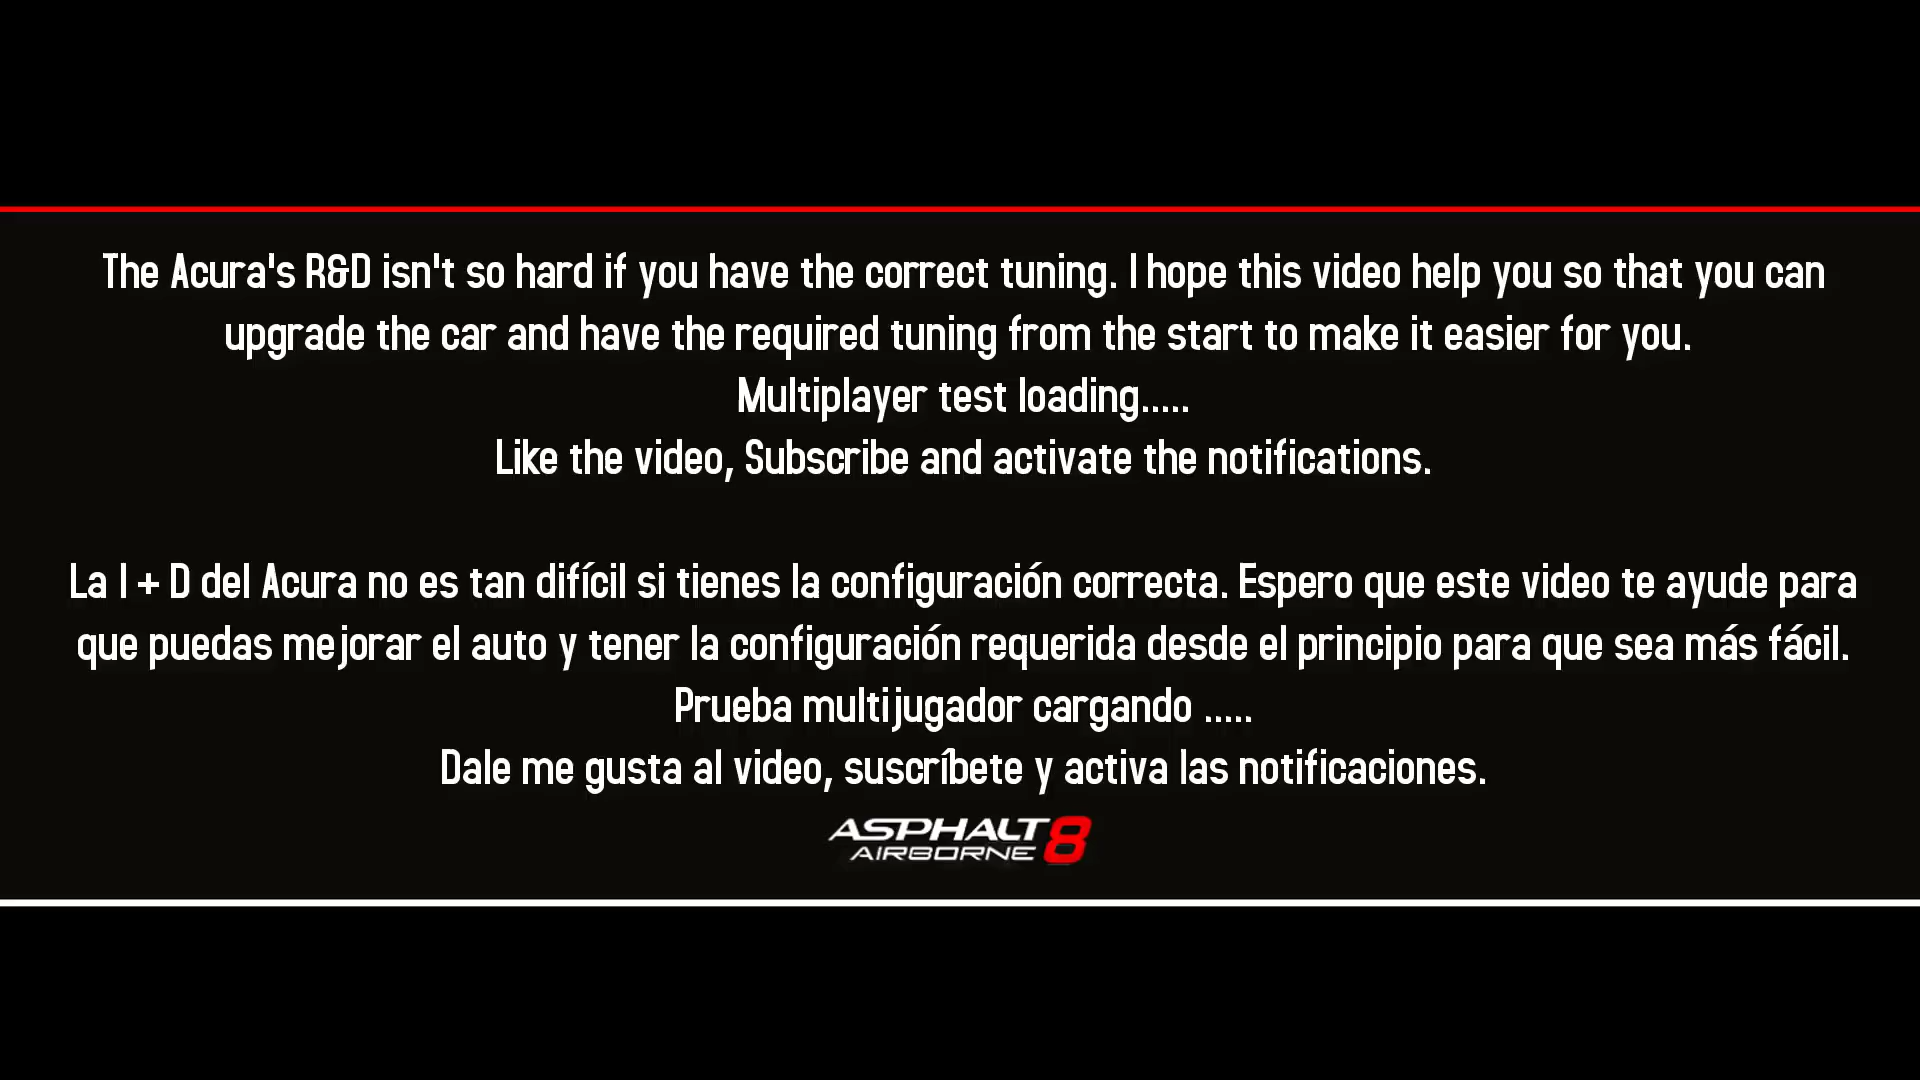 The Acura's R&D isn't so hard if you have the correct tuning. I hope this video help you so that you can
upgrade the car and have the required tuning from the start to make it easier for you.
Multiplayer test loading.....
Like the video, Subscribe and activate the notifications.
La I + D del Acura no es tan difícil si tienes la configuración correcta. Espero que este video te ayude para
que puedas mejorar el auto y tener la configuración requerida desde el principio para que sea más fácil.
Prueba multijugador cargando .....
Dale me gusta al video, suscríbete y activa las notificaciones.
ASPHALT 8
AIRBORNE